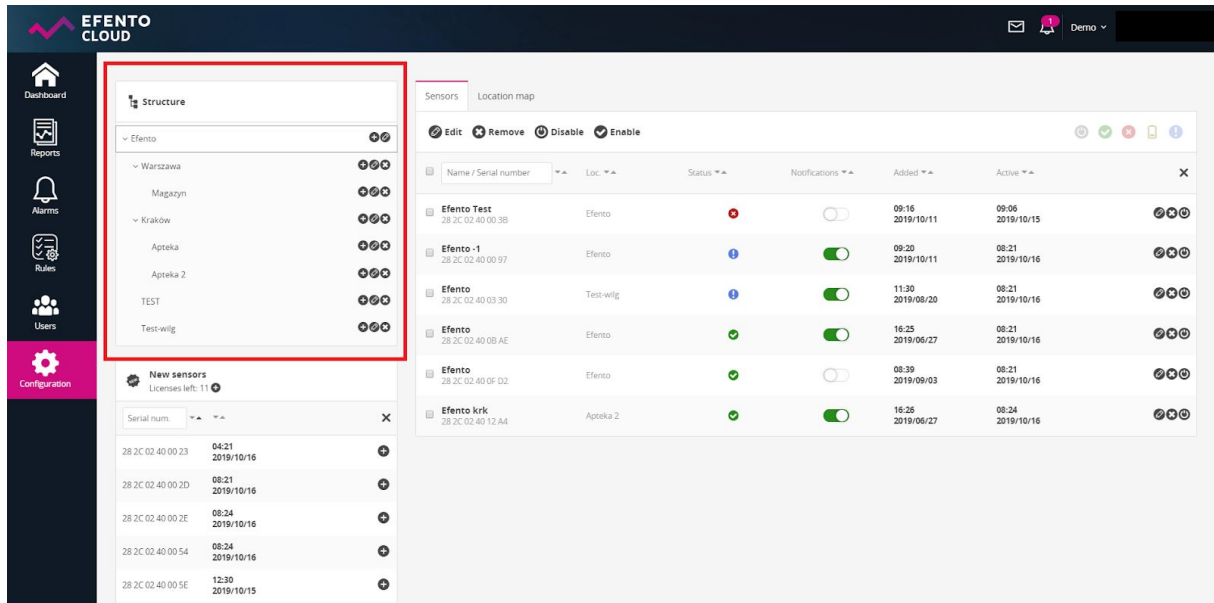 EFENTO
CLOUD
1
Demo
Dashboard
Reports
Alarms
Rules
Users
Configuration
Structure
Efento
Warszawa
Magazyn
Kraków
Apteka
Apteka 2
TEST
Test-wilg
New sensors
Licenses left: 11
Serial num.
28 2C 02 40 00 23 04:21
2019/10/16
28 2C 02 40 00 2D 08:21
2019/10/16
28 2C 02 40 00 2E 08:24
2019/10/16
28 2C 02 40 00 54 08:24
2019/10/16
28 2C 02 40 00 5E 12:30
2019/10/15
Sensors Location map
Edit Remove Disable Enable
Name / Serial number Loc. Status Notifications Added Active
Efento Test Efento 09:16 09:06
28 2C 02 40 00 3B 2019/10/11 2019/10/15
Efento -1 Efento 09:20 08:21
28 2C 02 40 00 97 2019/10/11 2019/10/16
Efento Test-wilg 11:30 08:21
28 2C 02 40 03 30 2019/08/20 2019/10/16
Efento Efento 16:25 08:21
28 2C 02 40 0B AE 2019/06/27 2019/10/16
Efento Efento 08:39 08:21
28 2C 02 40 0F D2 2019/09/03 2019/10/16
Efento krk Apteka 2 16:26 08:24
28 2C 02 40 12 A4 2019/06/27 2019/10/16